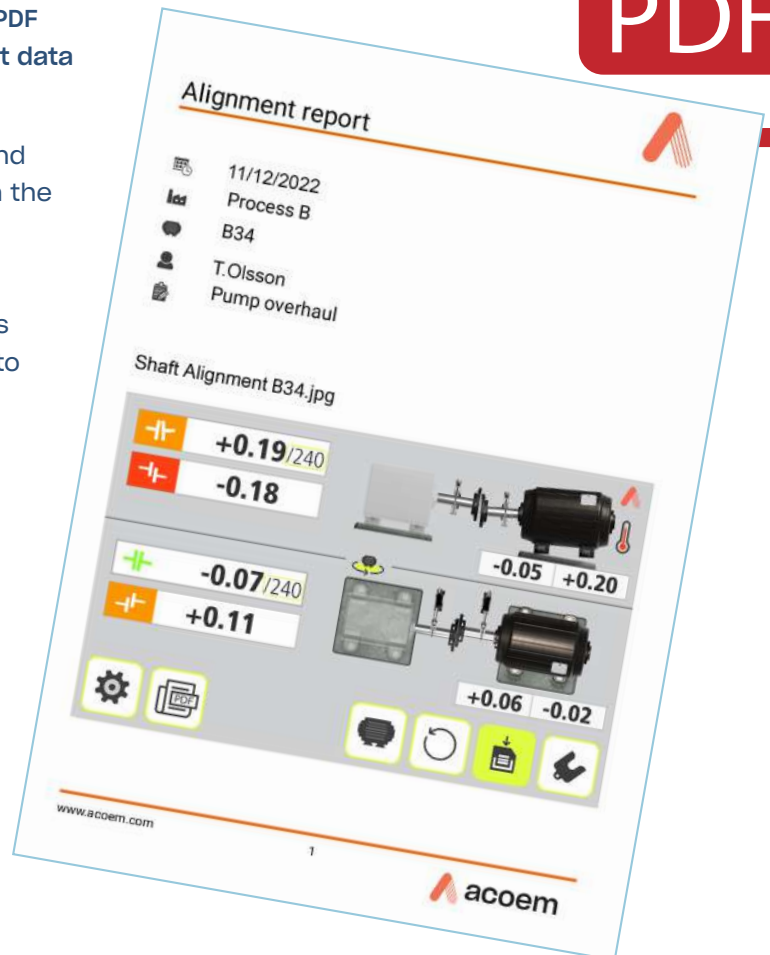 PDF
t data
nd
n the
s
to
PDF
Alignment report
11/12/2022
Process B
B34
T.Olsson
Pump overhaul
Shaft Alignment B34.jpg
+0.19/240
-0.18
-0.05 +0.20
-0.07/240
+0.11
+0.06 -0.02
PDF
www.acoem.com
1
acoem